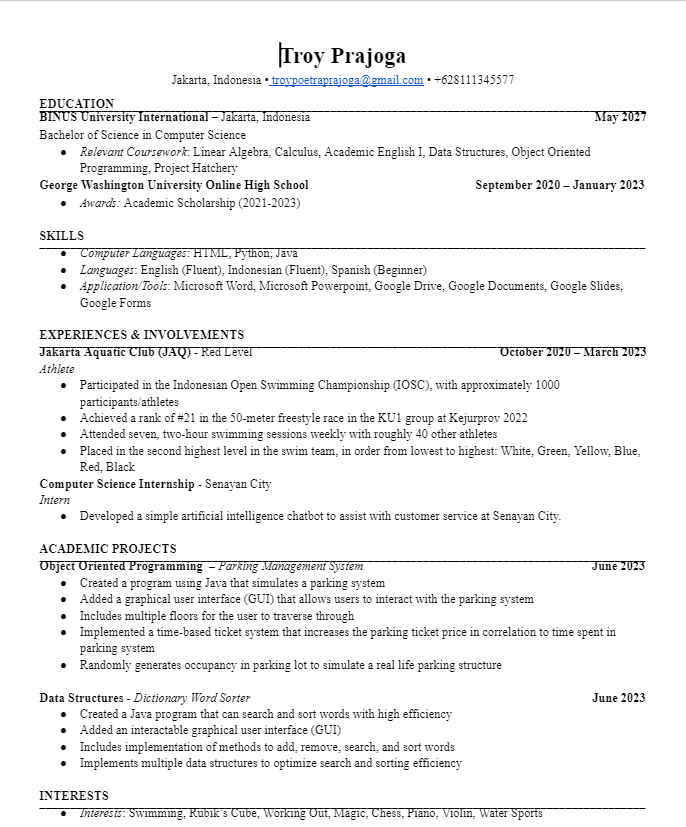 Troy Prajoga
Jakarta, Indonesia • troypoetraprajoga@gmail.com • +628111345577
EDUCATION
BINUS University International – Jakarta, Indonesia May 2027
Bachelor of Science in Computer Science
● Relevant Coursework: Linear Algebra, Calculus, Academic English I, Data Structures, Object Oriented
Programming, Project Hatchery
George Washington University Online High School September 2020 – January 2023
● Awards: Academic Scholarship (2021-2023)
SKILLS
● Computer Languages: HTML, Python, Java
● Languages: English (Fluent), Indonesian (Fluent), Spanish (Beginner)
● Application/Tools: Microsoft Word, Microsoft Powerpoint, Google Drive, Google Documents, Google Slides,
Google Forms
EXPERIENCES & INVOLVEMENTS
Jakarta Aquatic Club (JAQ) - Red Level October 2020 – March 2023
Athlete
● Participated in the Indonesian Open Swimming Championship (IOSC), with approximately 1000
participants/athletes
● Achieved a rank of #21 in the 50-meter freestyle race in the KU1 group at Kejurprov 2022
● Attended seven, two-hour swimming sessions weekly with roughly 40 other athletes
● Placed in the second highest level in the swim team, in order from lowest to highest: White, Green, Yellow, Blue,
Red, Black
Computer Science Internship - Senayan City
Intern
● Developed a simple artificial intelligence chatbot to assist with customer service at Senayan City.
ACADEMIC PROJECTS
Object Oriented Programming – Parking Management System June 2023
● Created a program using Java that simulates a parking system
● Added a graphical user interface (GUI) that allows users to interact with the parking system
● Includes multiple floors for the user to traverse through
● Implemented a time-based ticket system that increases the parking ticket price in correlation to time spent in
parking system
● Randomly generates occupancy in parking lot to simulate a real life parking structure
Data Structures - Dictionary Word Sorter June 2023
● Created a Java program that can search and sort words with high efficiency
● Added an interactable graphical user interface (GUI)
● Includes implementation of methods to add, remove, search, and sort words
● Implements multiple data structures to optimize search and sorting efficiency
INTERESTS
● Interests: Swimming, Rubik's Cube, Working Out, Magic, Chess, Piano, Violin, Water Sports